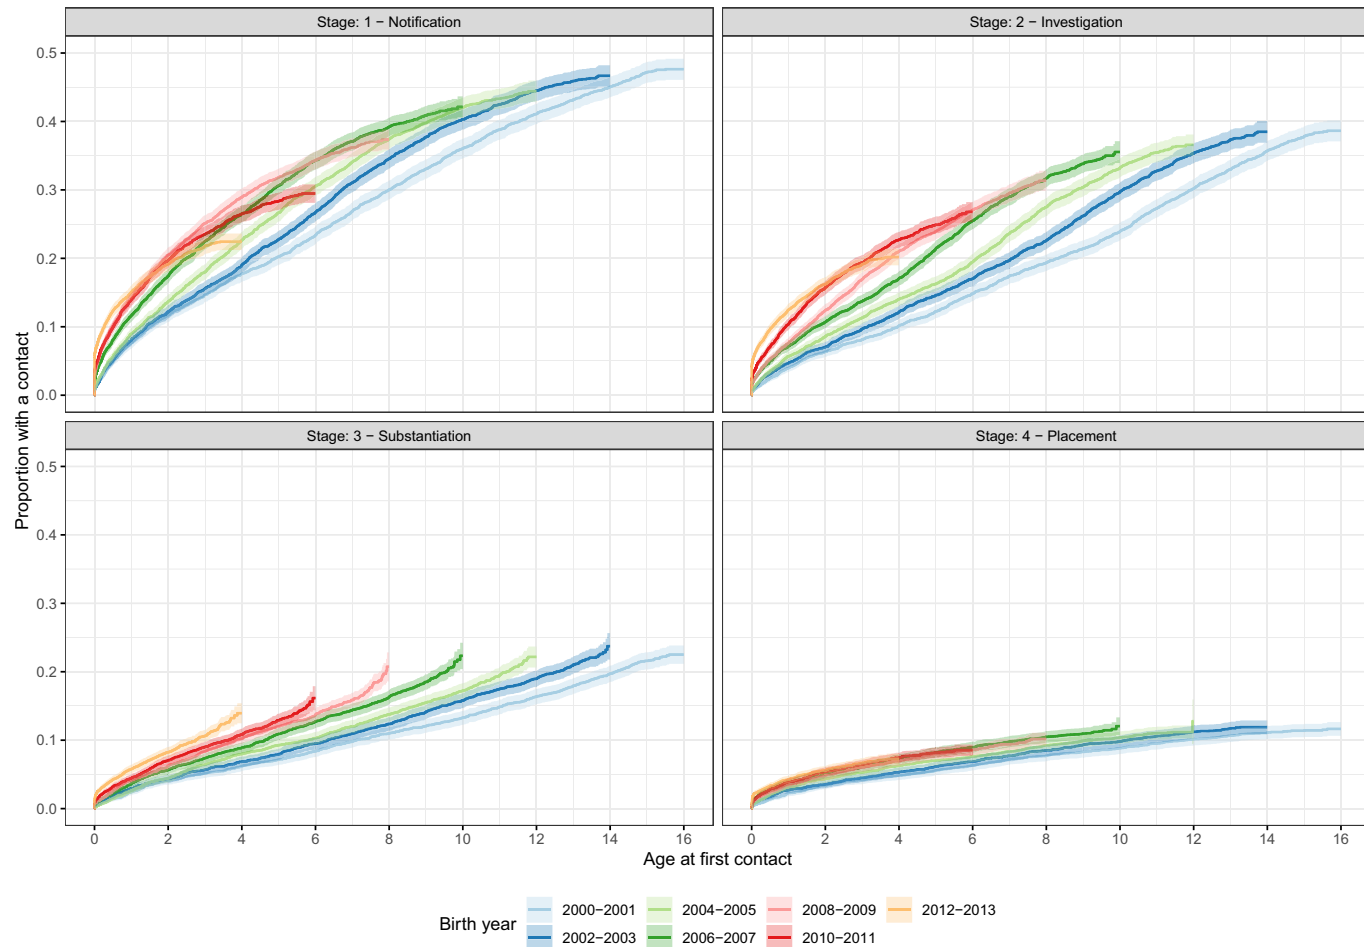 Stage: 1 − Notification
Stage: 2 − Investigation
0.5
0.4
0.3
0.2
0.1
0.0
Stage: 3 − Substantiation
Stage: 4 − Placement
0.5
0.4
0.3
0.2
0.1
0.0
Proportion with a contact
0 2 4 6 8 10 12 14 16
0 2 4 6 8 10 12 14 16
Age at first contact
Birth year
2000−2001 2004−2005 2008−2009 2012−2013
2002−2003 2006−2007 2010−2011